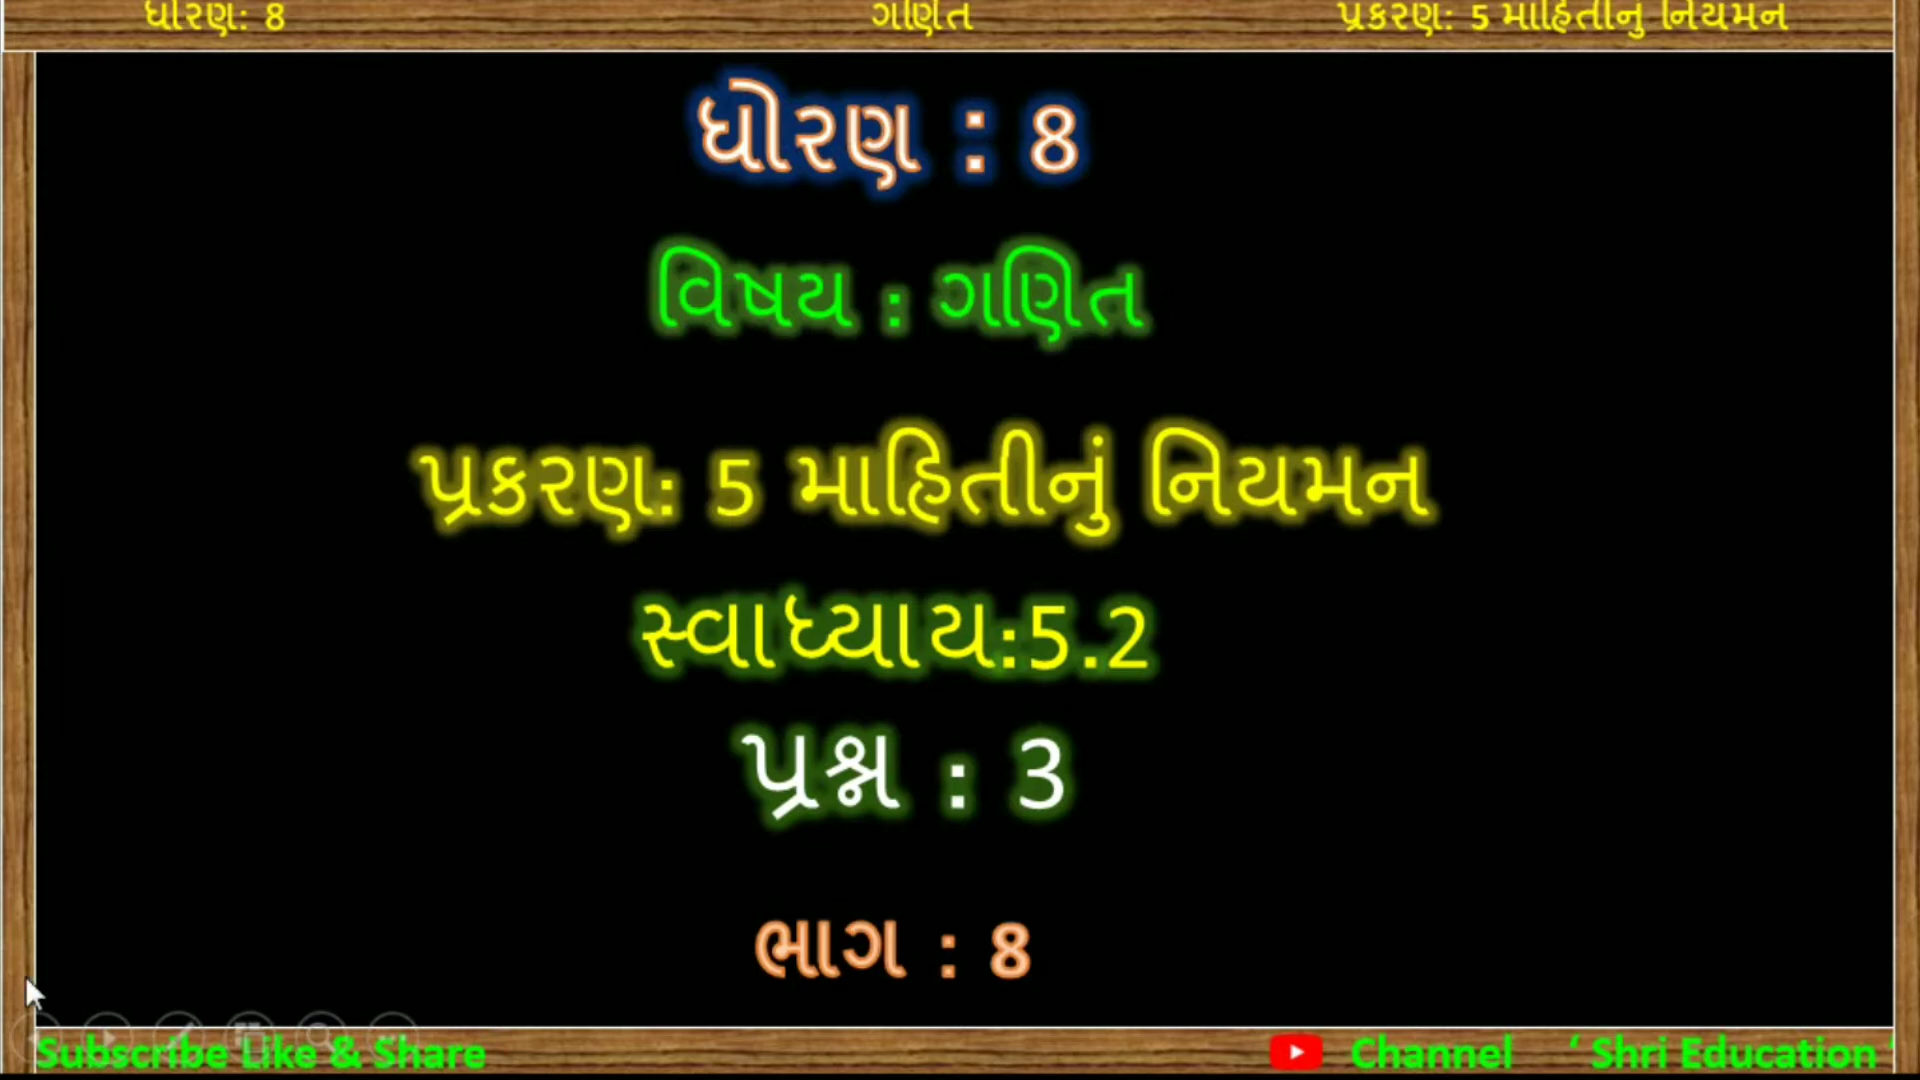 ધોરણ: 8 ગણિત પ્રકરણ: 5 માહિતીનું નિયમન
ધોરણ : 8
વિષય : ગણિત
પ્રકરણ: 5 માહિતીનું નિયમન
સ્વાધ્યાય:5.2
પ્રશ્ન : 3
ભાગ : 8
Subscribe Like & Share Channel ‘ Shri Education ‘